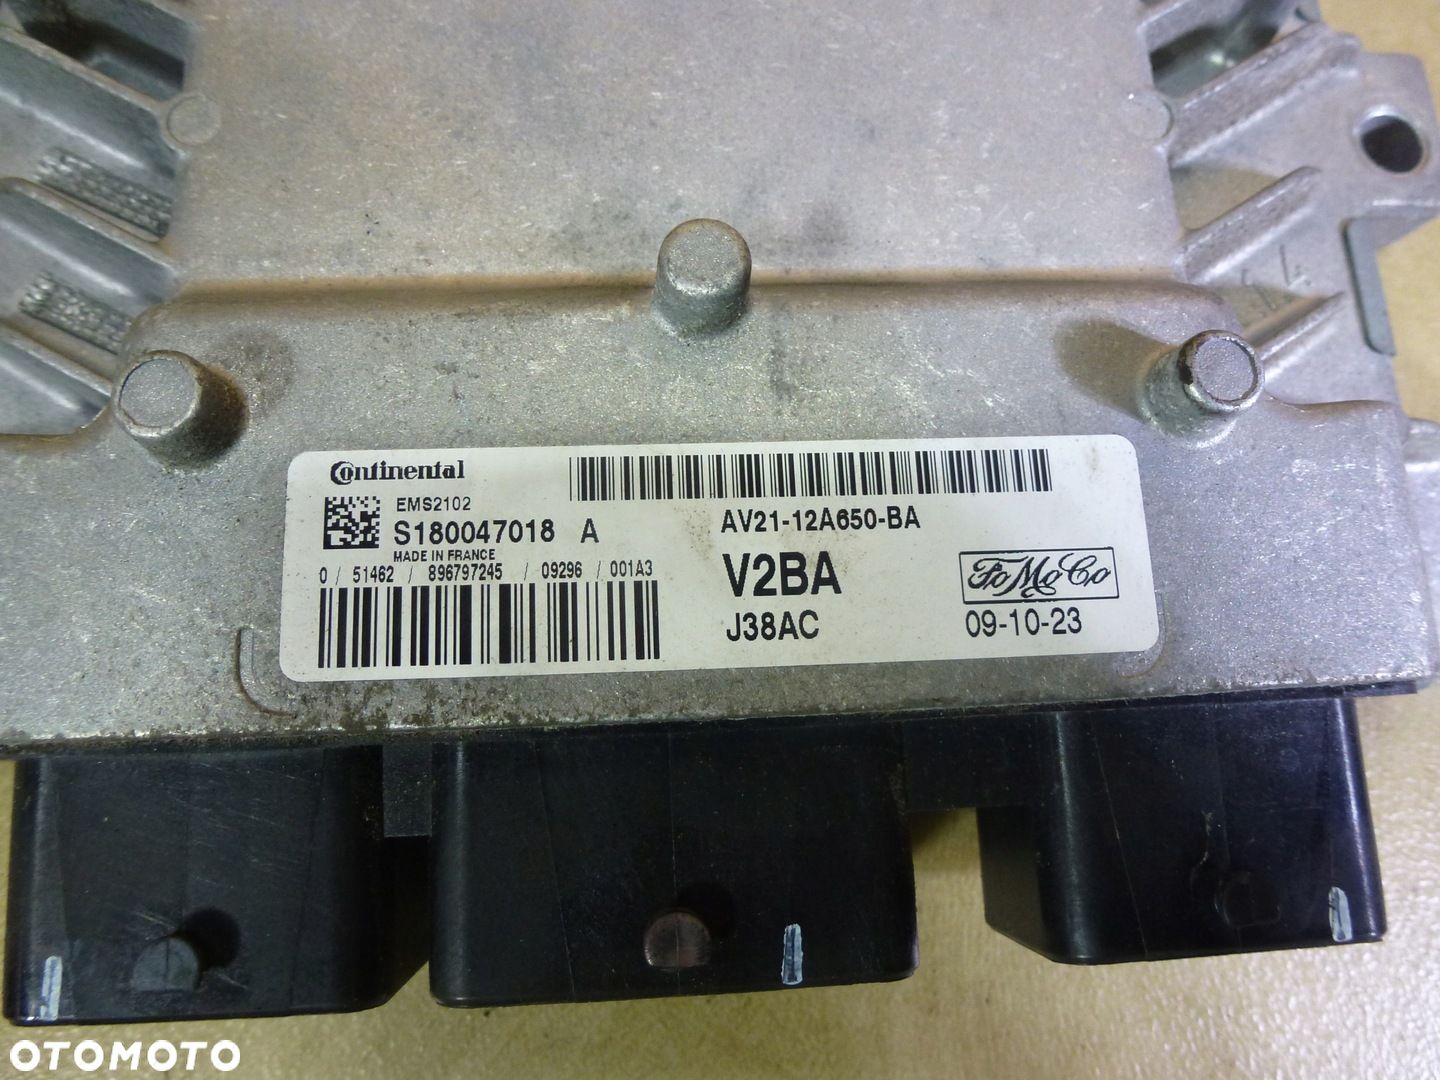 Continental
EMS2102
S180047018 A
MADE IN FRANCE
0 / 51462 / 896797245 / 09296 / 001A3
AV21-12A650-BA
V2BA
J38AC
FoMoCo
09-10-23
OTOMOTO